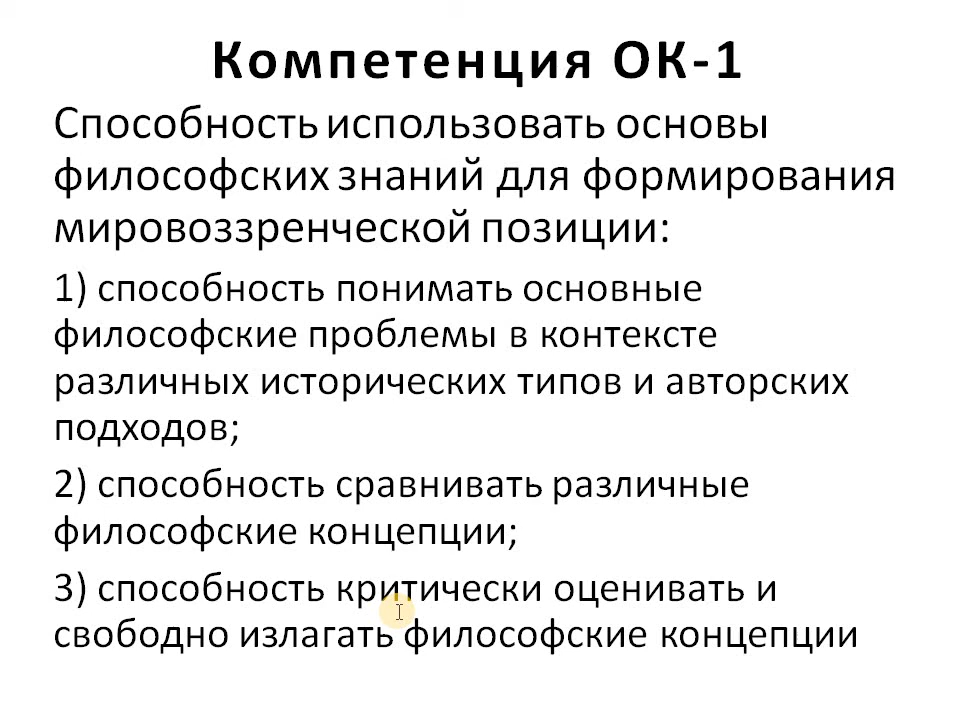 Компетенция ОК-1
Способность использовать основы
философских знаний для формирования
мировоззренческой позиции:
1) способность понимать основные
философские проблемы в контексте
различных исторических типов и авторских
подходов;
2) способность сравнивать различные
философские концепции;
3) способность критически оценивать и
свободно излагать философские концепции